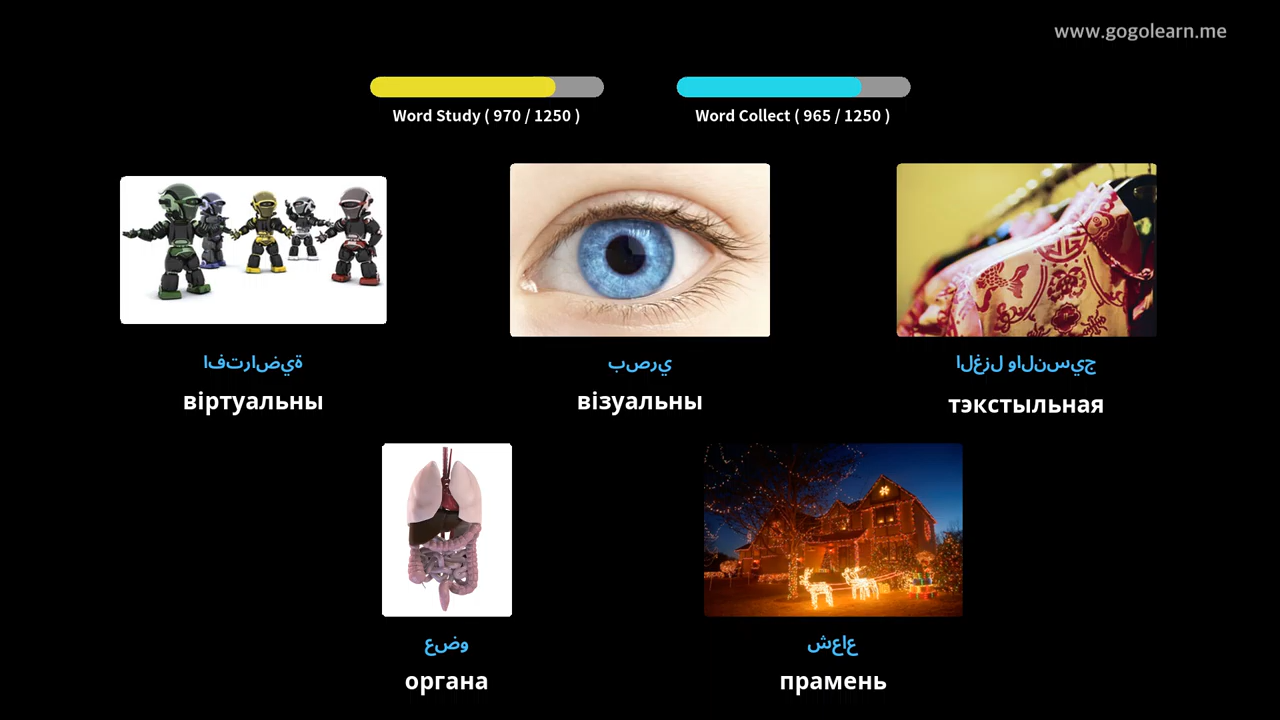 www.gogolearn.me
Word Study ( 970 / 1250 )
Word Collect ( 965 / 1250 )
افتراضية
بصري
الغزل والنسيج
віртуальны
візуальны
тэкстыльная
عضو
شعاع
органа
прамень